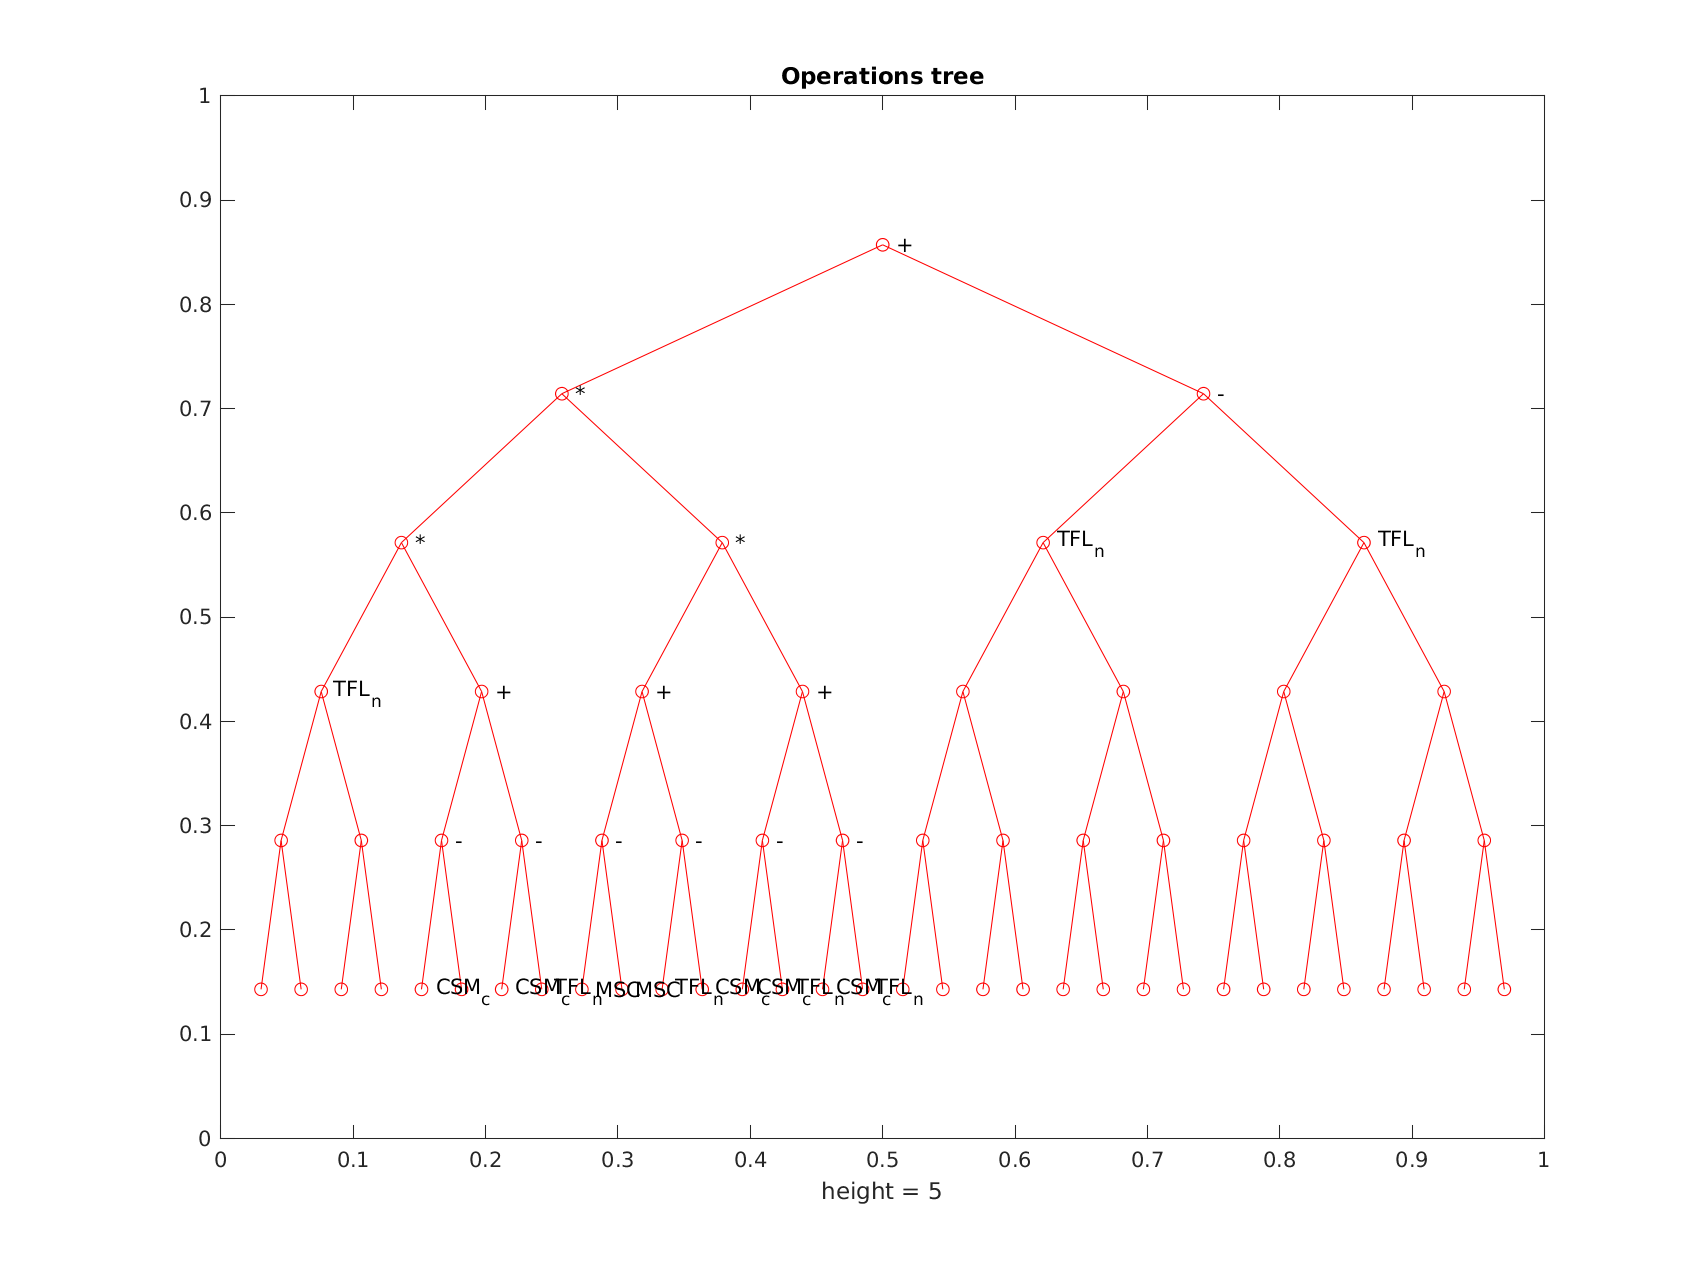 Operations tree
1
0.9
+
0.8
* -
0.7
0.6
* * TFL_n TFL_n
0.5
TFL_n + + +
0.4
0.3
- - - - - -
0.2
CSM_c CSM_c TFL_n MSC MSC TFL_n CSM_c CSM_c TFL_n CSM_c TFL_n
0.1
0
0 0.1 0.2 0.3 0.4 0.5 0.6 0.7 0.8 0.9 1
height = 5